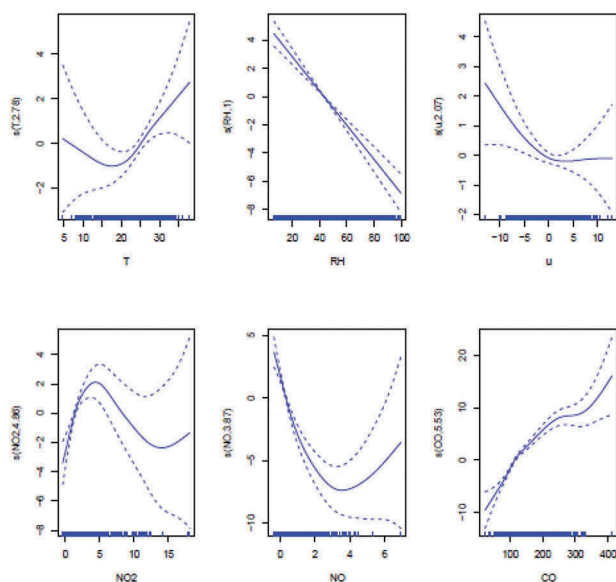 s(T,2.78)
4
2
0
−2
5 10 20 30
T
s(RH,1)
4
2
0
−2
−4
−6
−8
20 40 60 80 100
RH
s(u,2.07)
4
3
2
1
0
−1
−2
−10 −5 0 5 10
u
s(NO2,4.86)
4
2
0
−2
−4
−6
−8
0 5 10 15
NO2
s(NO,3.87)
5
0
−5
−10
0 2 4 6
NO
s(CO,5.53)
20
10
0
−10
100 200 300 400
CO